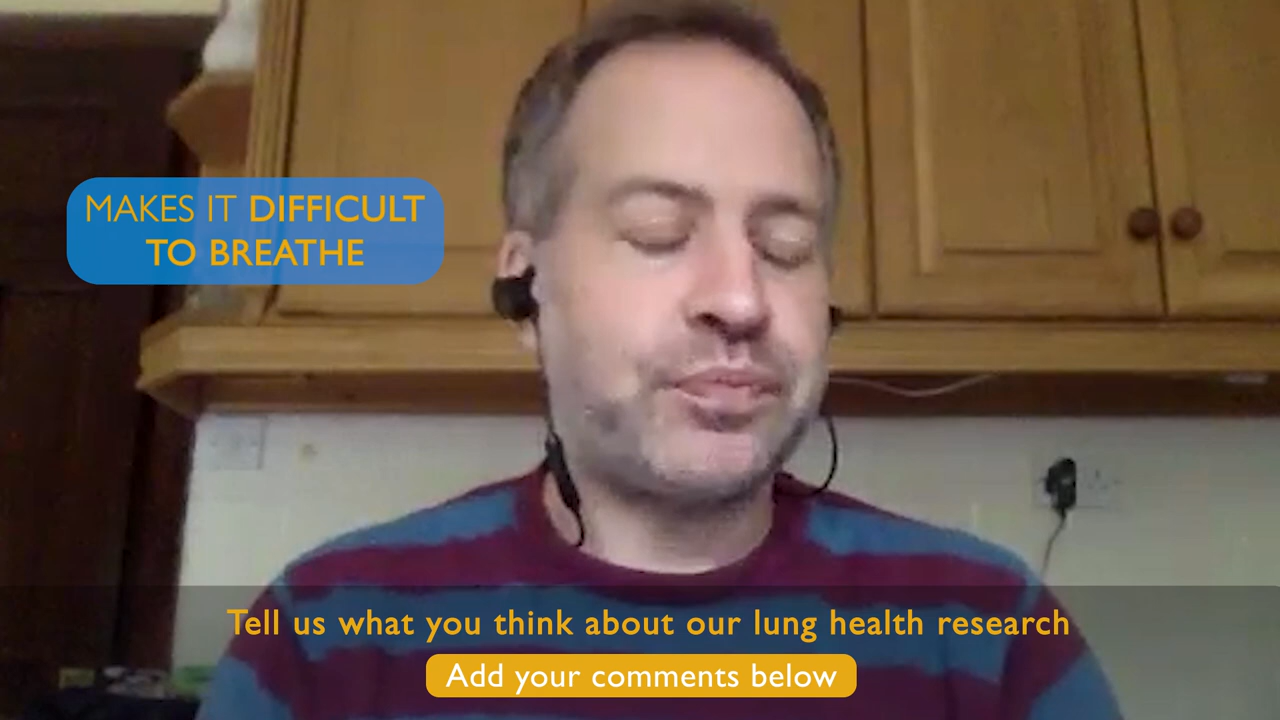 MAKES IT DIFFICULT
TO BREATHE
Tell us what you think about our lung health research
Add your comments below